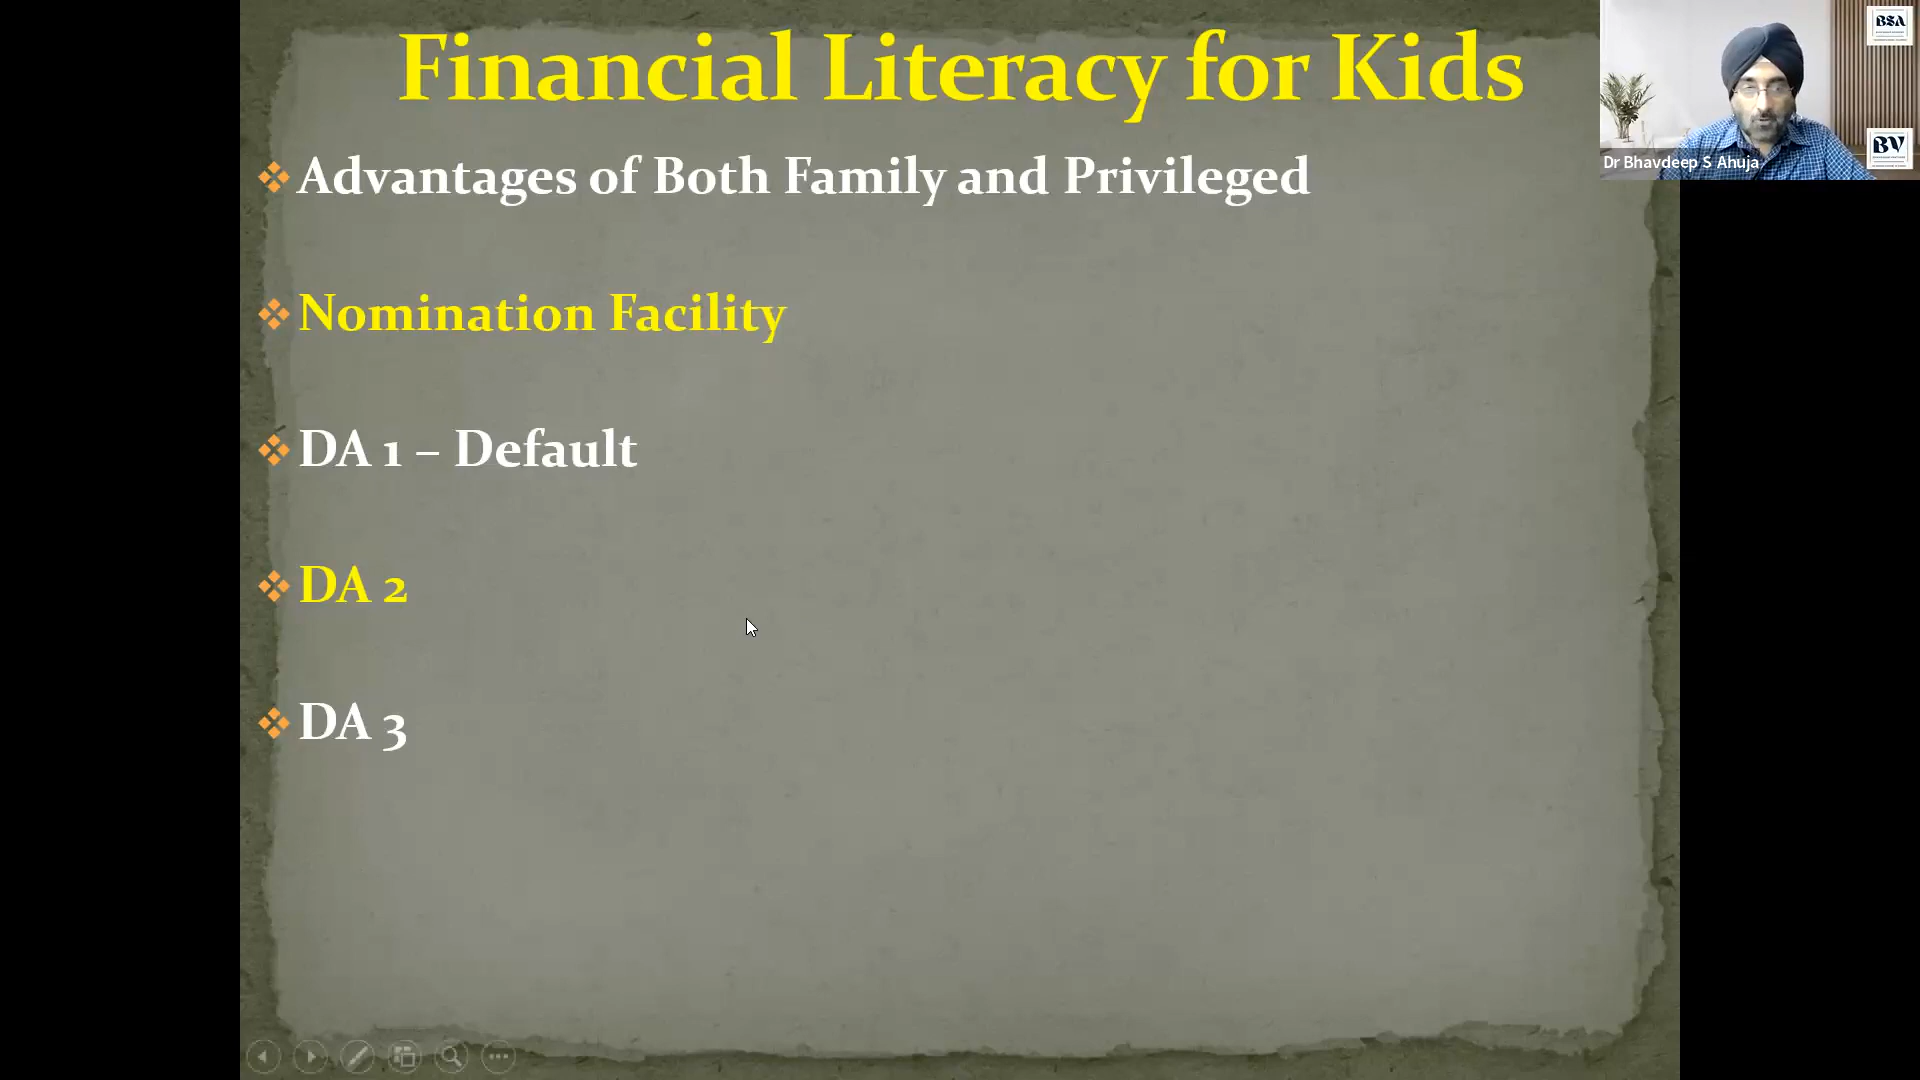 Financial Literacy for Kids
Advantages of Both Family and Privileged
Nomination Facility
DA 1 – Default
DA 2
DA 3
Dr Bhavdeep S Ahuja
BSA
BV